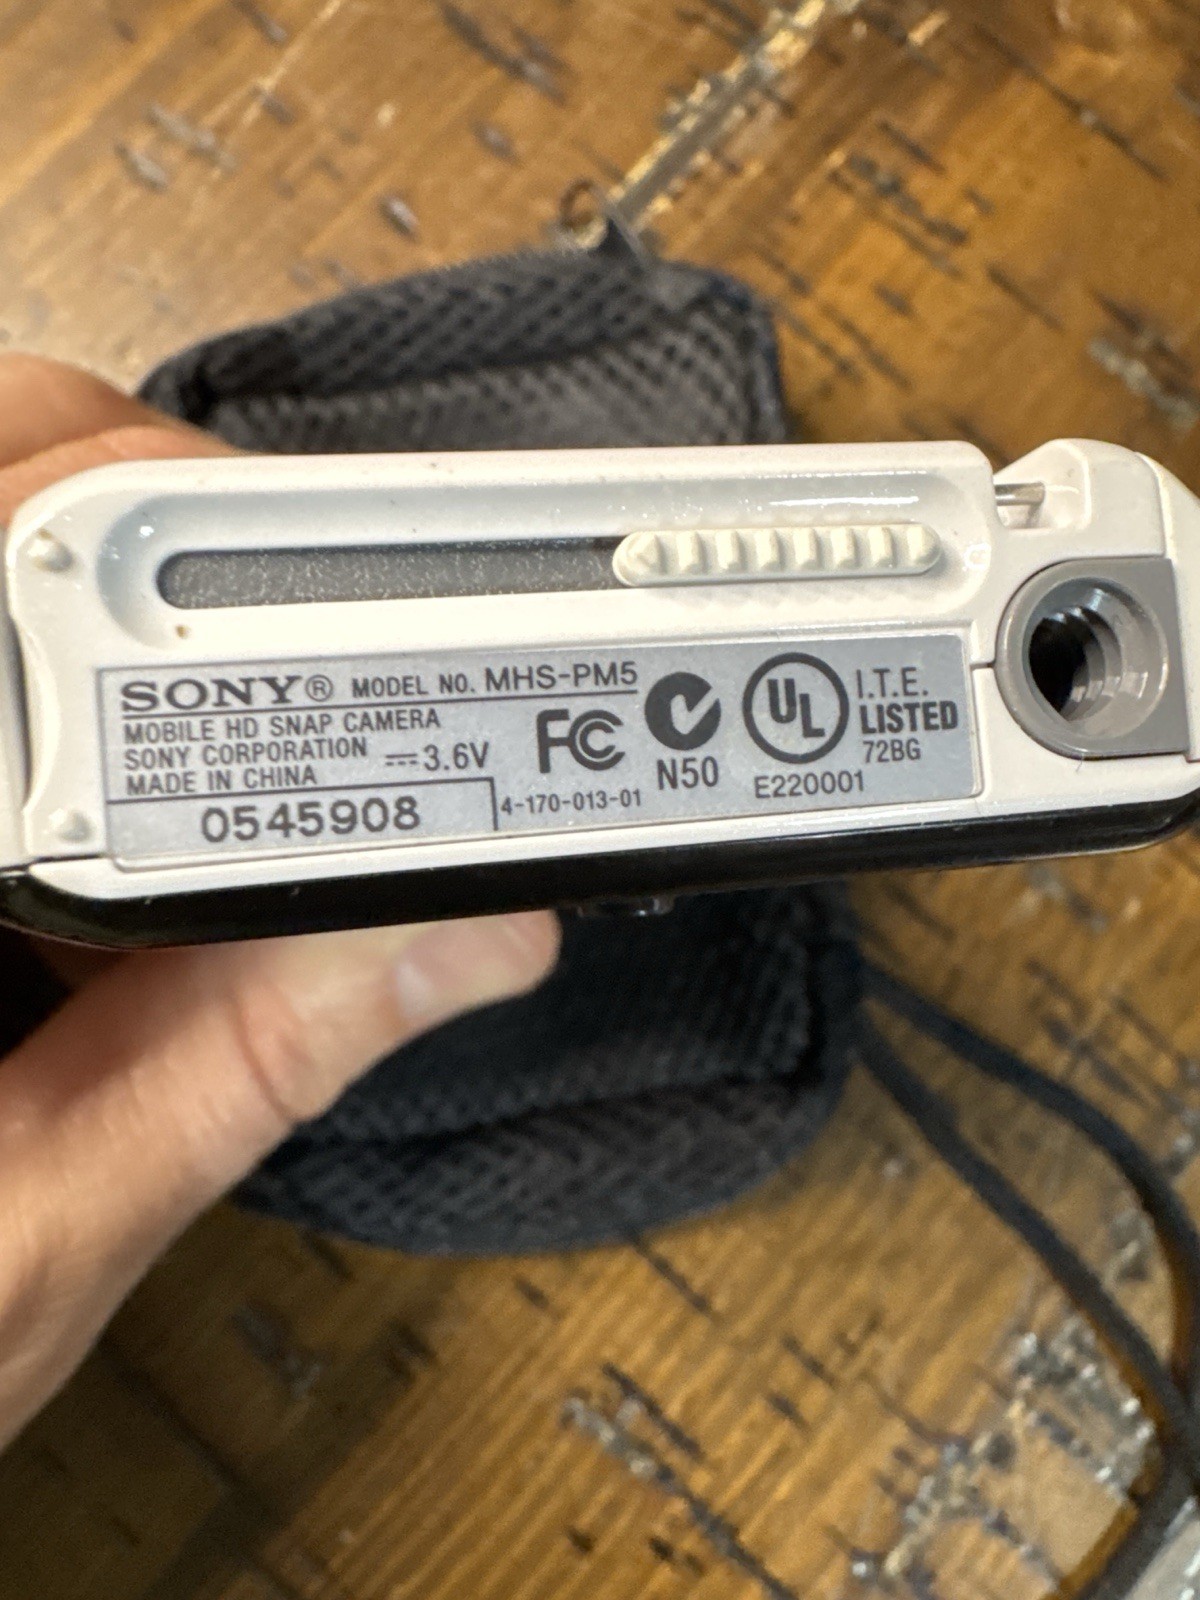 SONY® MODEL NO. MHS-PM5
MOBILE HD SNAP CAMERA
SONY CORPORATION ⎓3.6V
MADE IN CHINA
0545908
4-170-013-01
FC
N50
UL
I.T.E.
LISTED
72BG
E220001